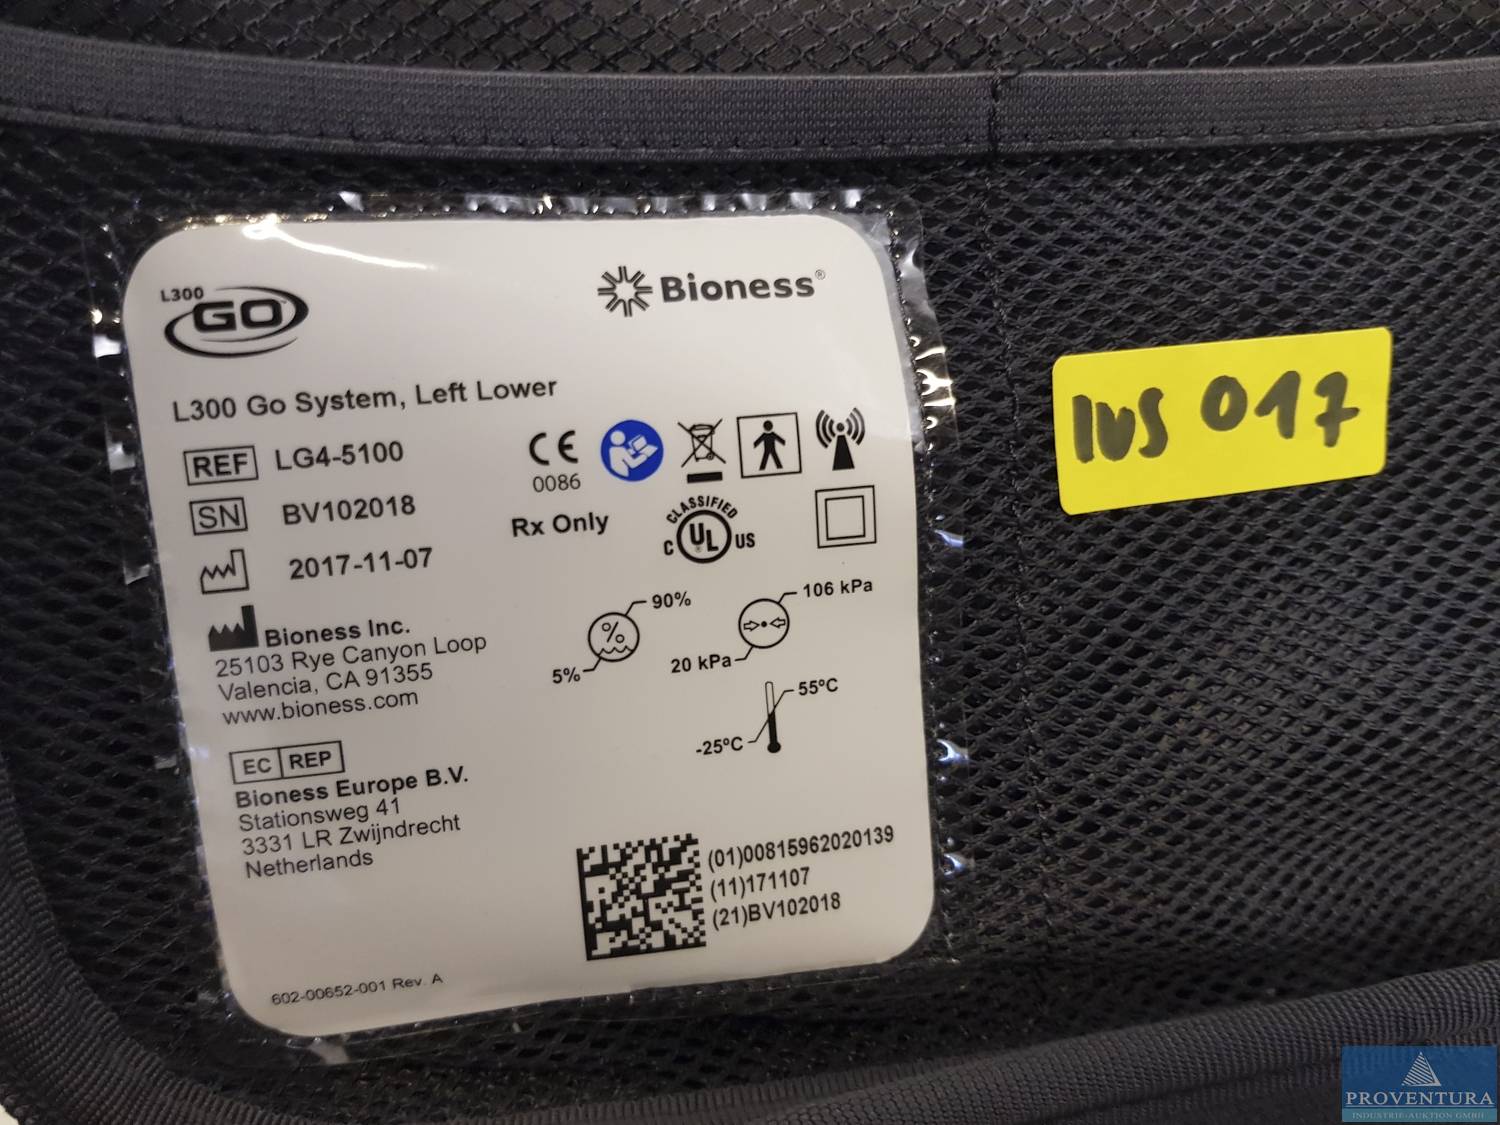 L300
GO™
Bioness®
L300 Go System, Left Lower
REF LG4-5100
SN BV102018
2017-11-07
CE
0086
Rx Only
CLASSIFIED
C UL® US
Bioness Inc.
25103 Rye Canyon Loop
Valencia, CA 91355
www.bioness.com
90%
%
5%
106 kPa
20 kPa
55ºC
-25ºC
EC REP
Bioness Europe B.V.
Stationsweg 41
3331 LR Zwijndrecht
Netherlands
(01)00815962020139
(11)171107
(21)BV102018
602-00652-001 Rev. A
IUS 017
PROVENTURA
INDUSTRIE-AUKTION GMBH